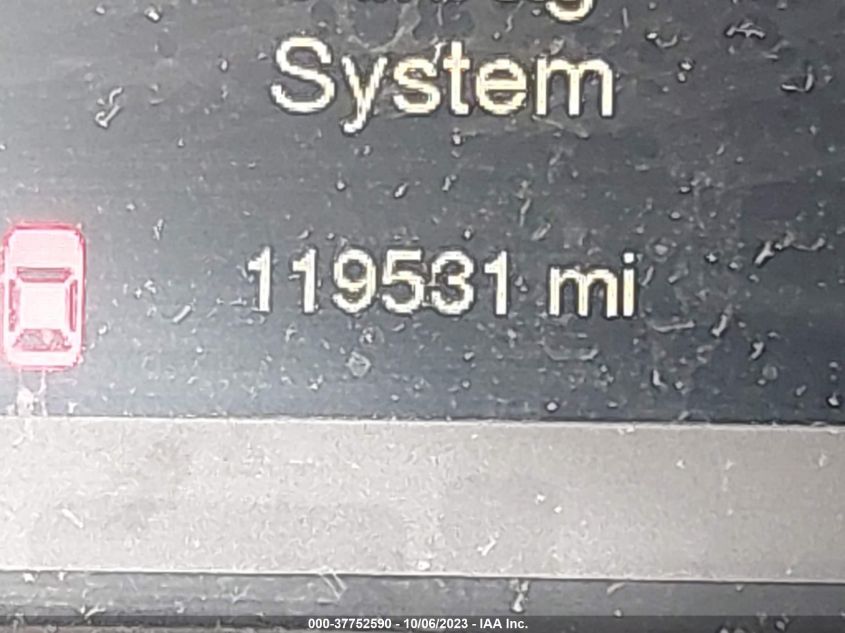 System
119531 mi
000-37752590 - 10/06/2023 - IAA Inc.